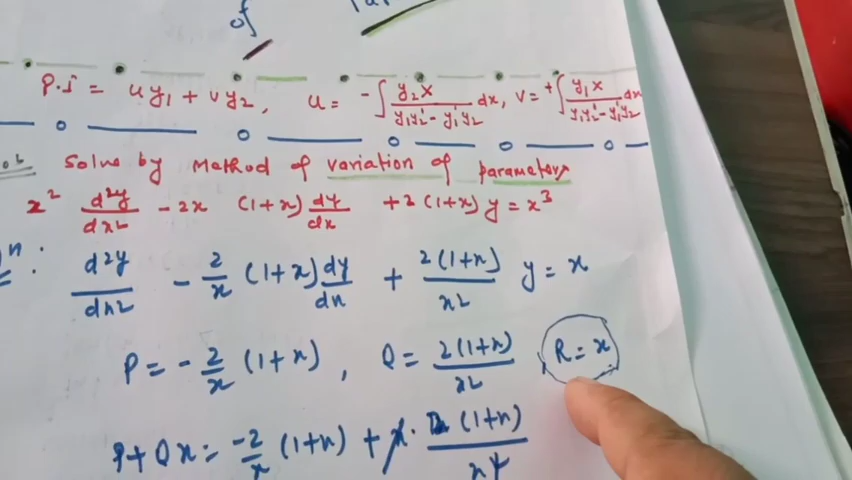 of
P.I = u y₁ + v y₂, u = -∫ y₂X / (y₁y₂' - y₁'y₂) dx, v = +∫ y₁X / (y₁y₂' - y₁'y₂) dx
Solve by Method of variation of parameters
x² d²y/dx² - 2x (1+x) dy/dx + 2(1+x) y = x³
n: d²y/dx² - 2/x (1+x) dy/dx + 2(1+x)/x² y = x
P = -2/x (1+x), Q = 2(1+x)/x², R = x
P + Qx = -2/x (1+x) + x · 2(1+x)/x²